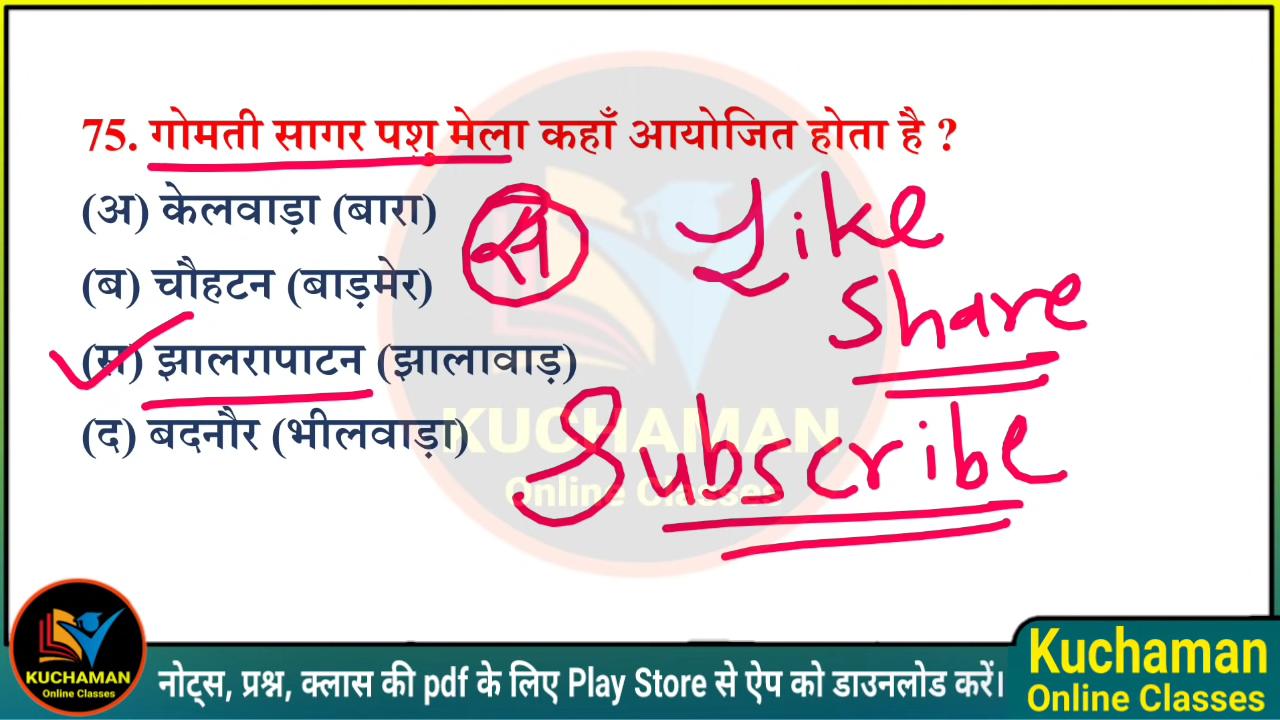 75. गोमती सागर पशु मेला कहाँ आयोजित होता है ?
(अ) केलवाड़ा (बारा)
(ब) चौहटन (बाड़मेर)
(स) झालरापाटन (झालावाड़)
(द) बदनौर (भीलवाड़ा)
स
Like
Share
Subscribe
KUCHAMAN
Online Classes
KUCHAMAN
Online Classes
नोट्स, प्रश्न, क्लास की pdf के लिए Play Store से ऐप को डाउनलोड करें।
Kuchaman
Online Classes